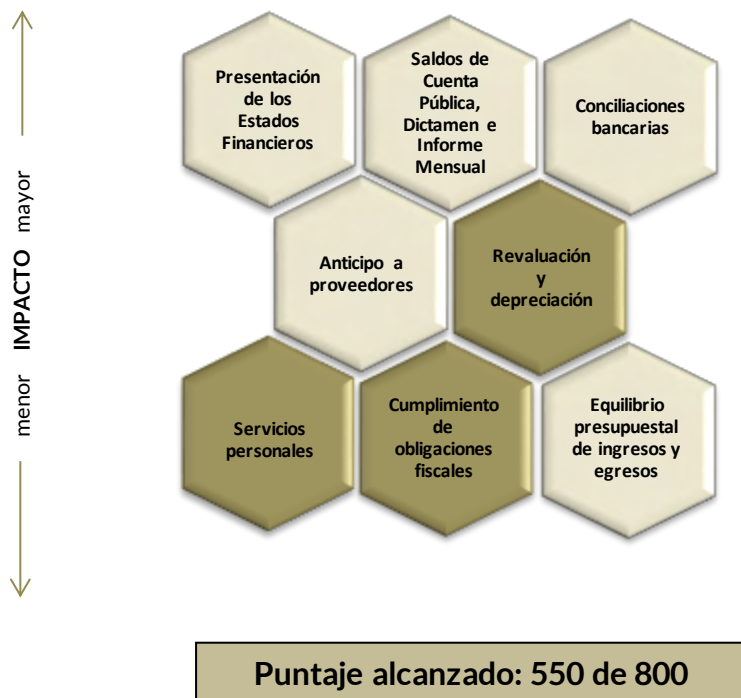 Presentación
de los
Estados
Financieros
Saldos de
Cuenta
Pública,
Dictamen e
Informe
Mensual
Conciliaciones
bancarias
Anticipo a
proveedores
Revaluación
y
depreciación
Servicios
personales
Cumplimiento
de
obligaciones
fiscales
Equilibrio
presupuestal
de ingresos y
egresos
menor IMPACTO mayor
Puntaje alcanzado: 550 de 800